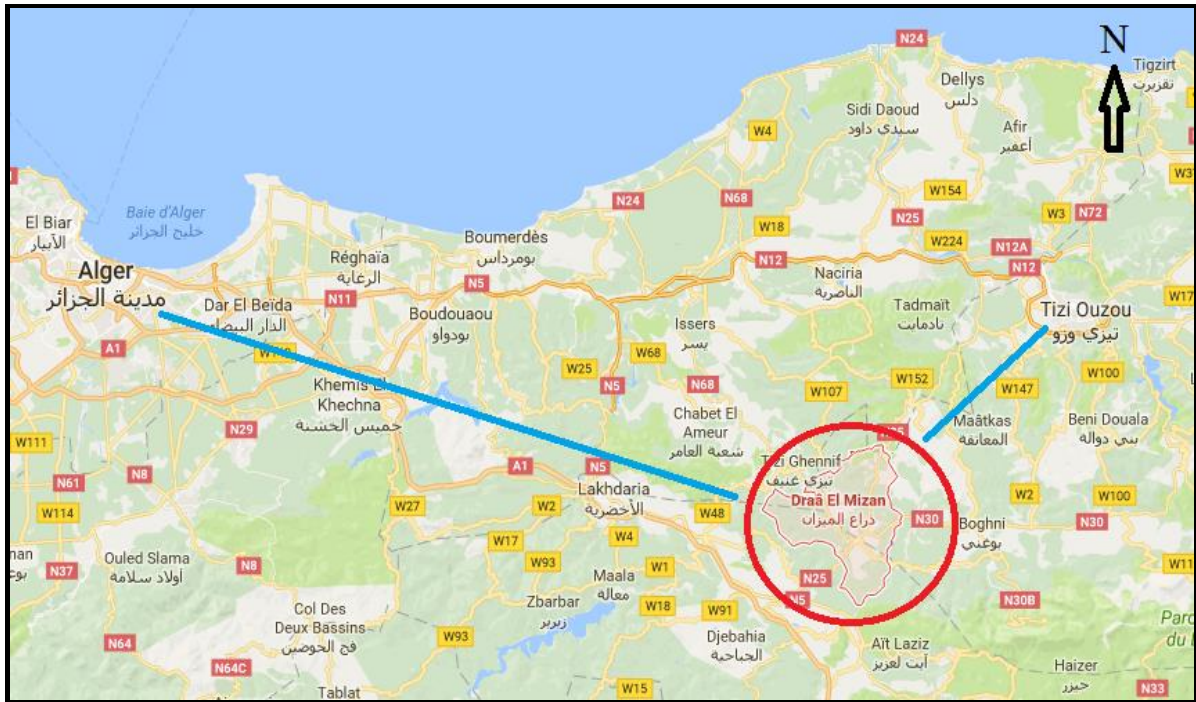 N24
N
Tigzirt
تقزيرت
Dellys
دلس
Sidi Daoud
سيدي داود
Afir
أعفير
W4
W154
N24
N68
N25
W3
N72
El Biar
الأبيار
Baie d'Alger
خليج الجزائر
W18
W224
N12A
Réghaïa
الرغاية
Boumerdès
بومرداس
N12
N12
Alger
مدينة الجزائر
Naciria
الناصرية
N5
N11
W17
Dar El Beïda
الدار البيضاء
Boudouaou
بودواو
Tadmaït
تادمايت
Tizi Ouzou
تيزي وزو
Issers
يسر
A1
W68
W25
N5
N68
W107
W152
W147
W100
Khemis El
Khechna
خميس الخشنة
Chabet El
Ameur
شعبة العامر
Maâtkas
المعاتقة
Beni Douala
بني دوالة
N29
W111
N25
Tizi Ghennif
تيزي غنيف
A1
N5
N8
N61
Lakhdaria
الأخضرية
Draâ El Mizan
ذراع الميزان
W2
W100
W27
W2
W48
W114
N30
N30
Boghni
بوغني
W17
W4
Ouled Slama
أولاد سلامة
N8
N37
W93
W1
Maala
معالة
N25
N5
W11
Zbarbar
زبربر
W18
W91
N30B
Col Des
Deux Bassins
فج الحوضين
W93
Djebahia
الجباحية
Aït Laziz
آيت لعزيز
N64
N64C
Haizer
حيزر
Tablat
W15
N33